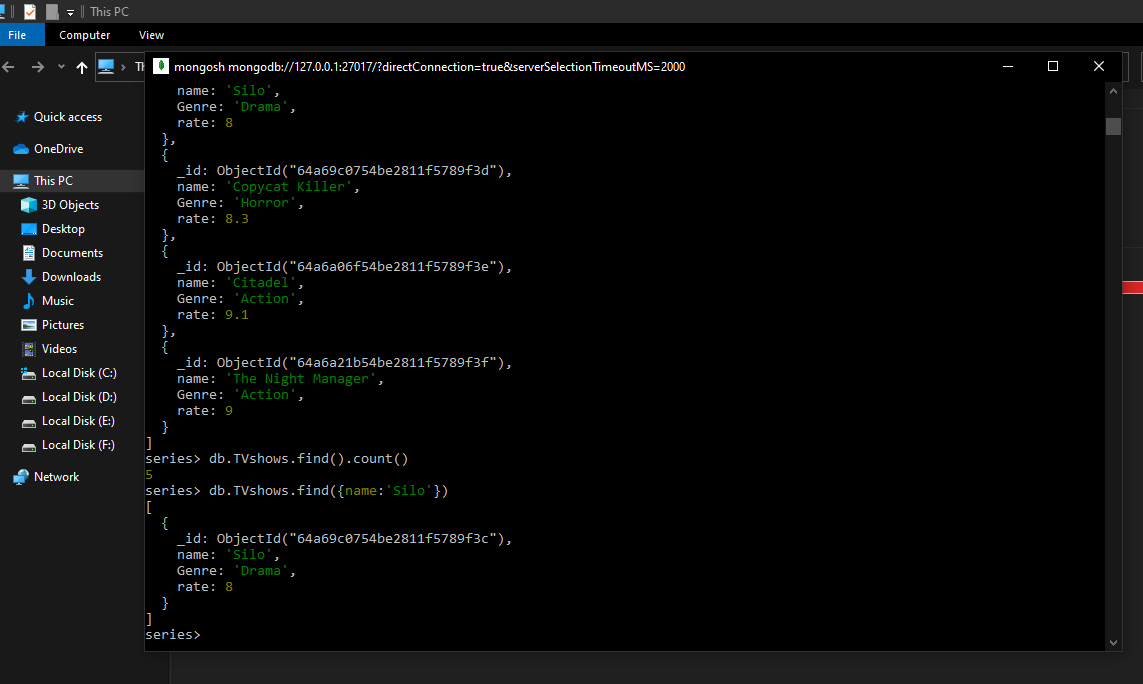 This PC
File Computer View
Quick access
OneDrive
This PC
3D Objects
Desktop
Documents
Downloads
Music
Pictures
Videos
Local Disk (C:)
Local Disk (D:)
Local Disk (E:)
Local Disk (F:)
Network
mongosh mongodb://127.0.0.1:27017/?directConnection=true&serverSelectionTimeoutMS=2000
name: 'Silo',
Genre: 'Drama',
rate: 8
},
{
_id: ObjectId("64a69c0754be2811f5789f3d"),
name: 'Copycat Killer',
Genre: 'Horror',
rate: 8.3
},
{
_id: ObjectId("64a6a06f54be2811f5789f3e"),
name: 'Citadel',
Genre: 'Action',
rate: 9.1
},
{
_id: ObjectId("64a6a21b54be2811f5789f3f"),
name: 'The Night Manager',
Genre: 'Action',
rate: 9
}
]
series> db.TVshows.find().count()
5
series> db.TVshows.find({name:'Silo'})
[
{
_id: ObjectId("64a69c0754be2811f5789f3c"),
name: 'Silo',
Genre: 'Drama',
rate: 8
}
]
series>